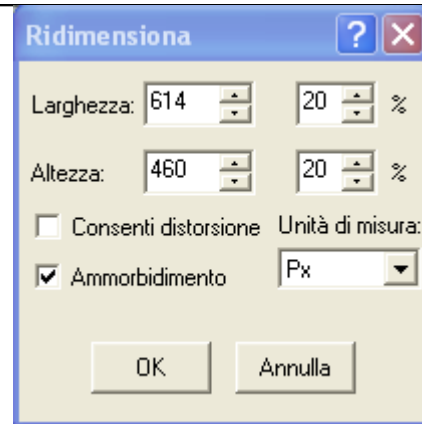 Ridimensiona
Larghezza: 614 20 %
Altezza: 460 20 %
Consenti distorsione Unità di misura:
Ammorbidimento Px
OK Annulla